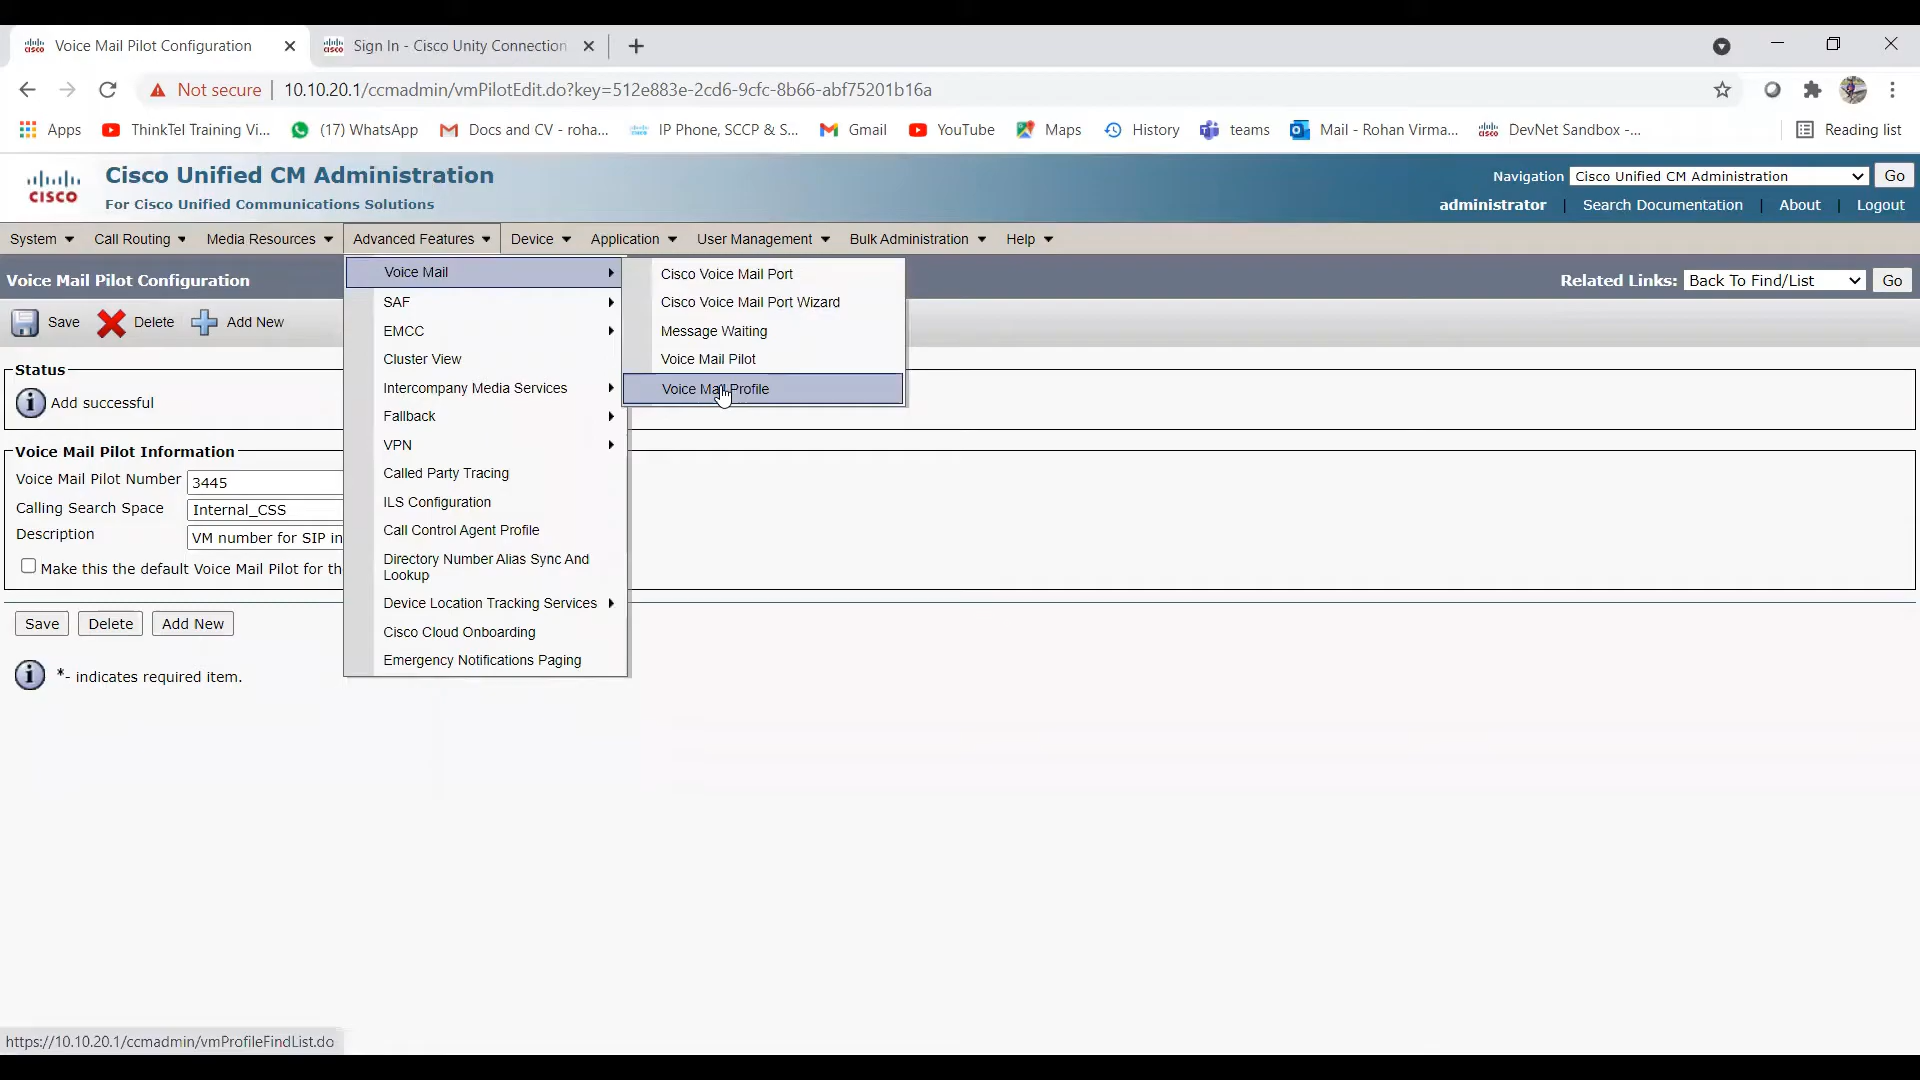 Voice Mail Pilot Configuration
Sign In - Cisco Unity Connection
Not secure
10.10.20.1/ccmadmin/vmPilotEdit.do?key=512e883e-2cd6-9cfc-8b66-abf75201b16a
Apps
ThinkTel Training Vi...
(17) WhatsApp
Docs and CV - roha...
IP Phone, SCCP & S...
Gmail
YouTube
Maps
History
teams
Mail - Rohan Virma...
DevNet Sandbox -...
Reading list
CISCO
Cisco Unified CM Administration
For Cisco Unified Communications Solutions
Navigation Cisco Unified CM Administration Go
administrator | Search Documentation | About | Logout
System Call Routing Media Resources Advanced Features Device Application User Management Bulk Administration Help
Voice Mail Pilot Configuration
Related Links: Back To Find/List Go
Save Delete Add New
Voice Mail
SAF
EMCC
Cluster View
Intercompany Media Services
Fallback
VPN
Called Party Tracing
ILS Configuration
Call Control Agent Profile
Directory Number Alias Sync And
Lookup
Device Location Tracking Services
Cisco Cloud Onboarding
Emergency Notifications Paging
Cisco Voice Mail Port
Cisco Voice Mail Port Wizard
Message Waiting
Voice Mail Pilot
Voice Mail Profile
Status
Add successful
Voice Mail Pilot Information
Voice Mail Pilot Number 3445
Calling Search Space Internal_CSS
Description VM number for SIP in
Make this the default Voice Mail Pilot for the
Save Delete Add New
*- indicates required item.
https://10.10.20.1/ccmadmin/vmProfileFindList.do